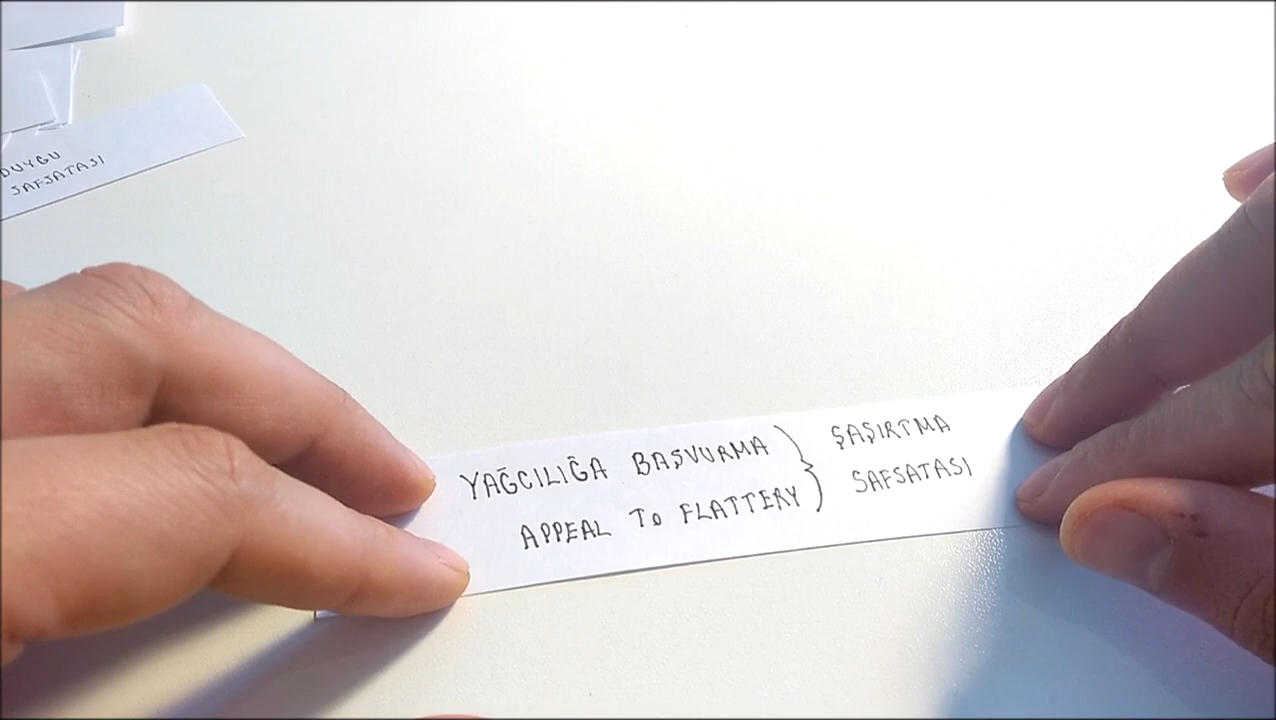 DUYGU
SAFSATASI
YAĞCILIĞA BAŞVURMA
APPEAL TO FLATTERY
ŞAŞIRTMA
SAFSATASI